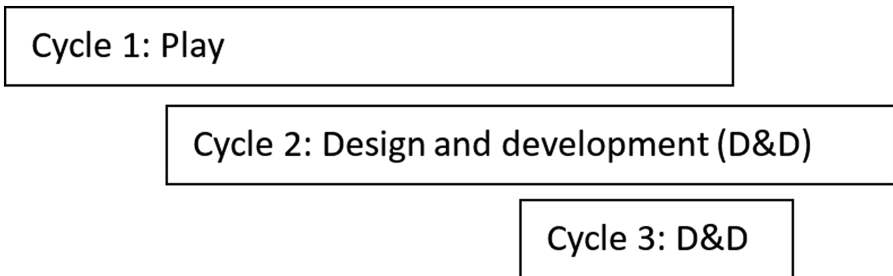 Cycle 1: Play
Cycle 2: Design and development (D&D)
Cycle 3: D&D